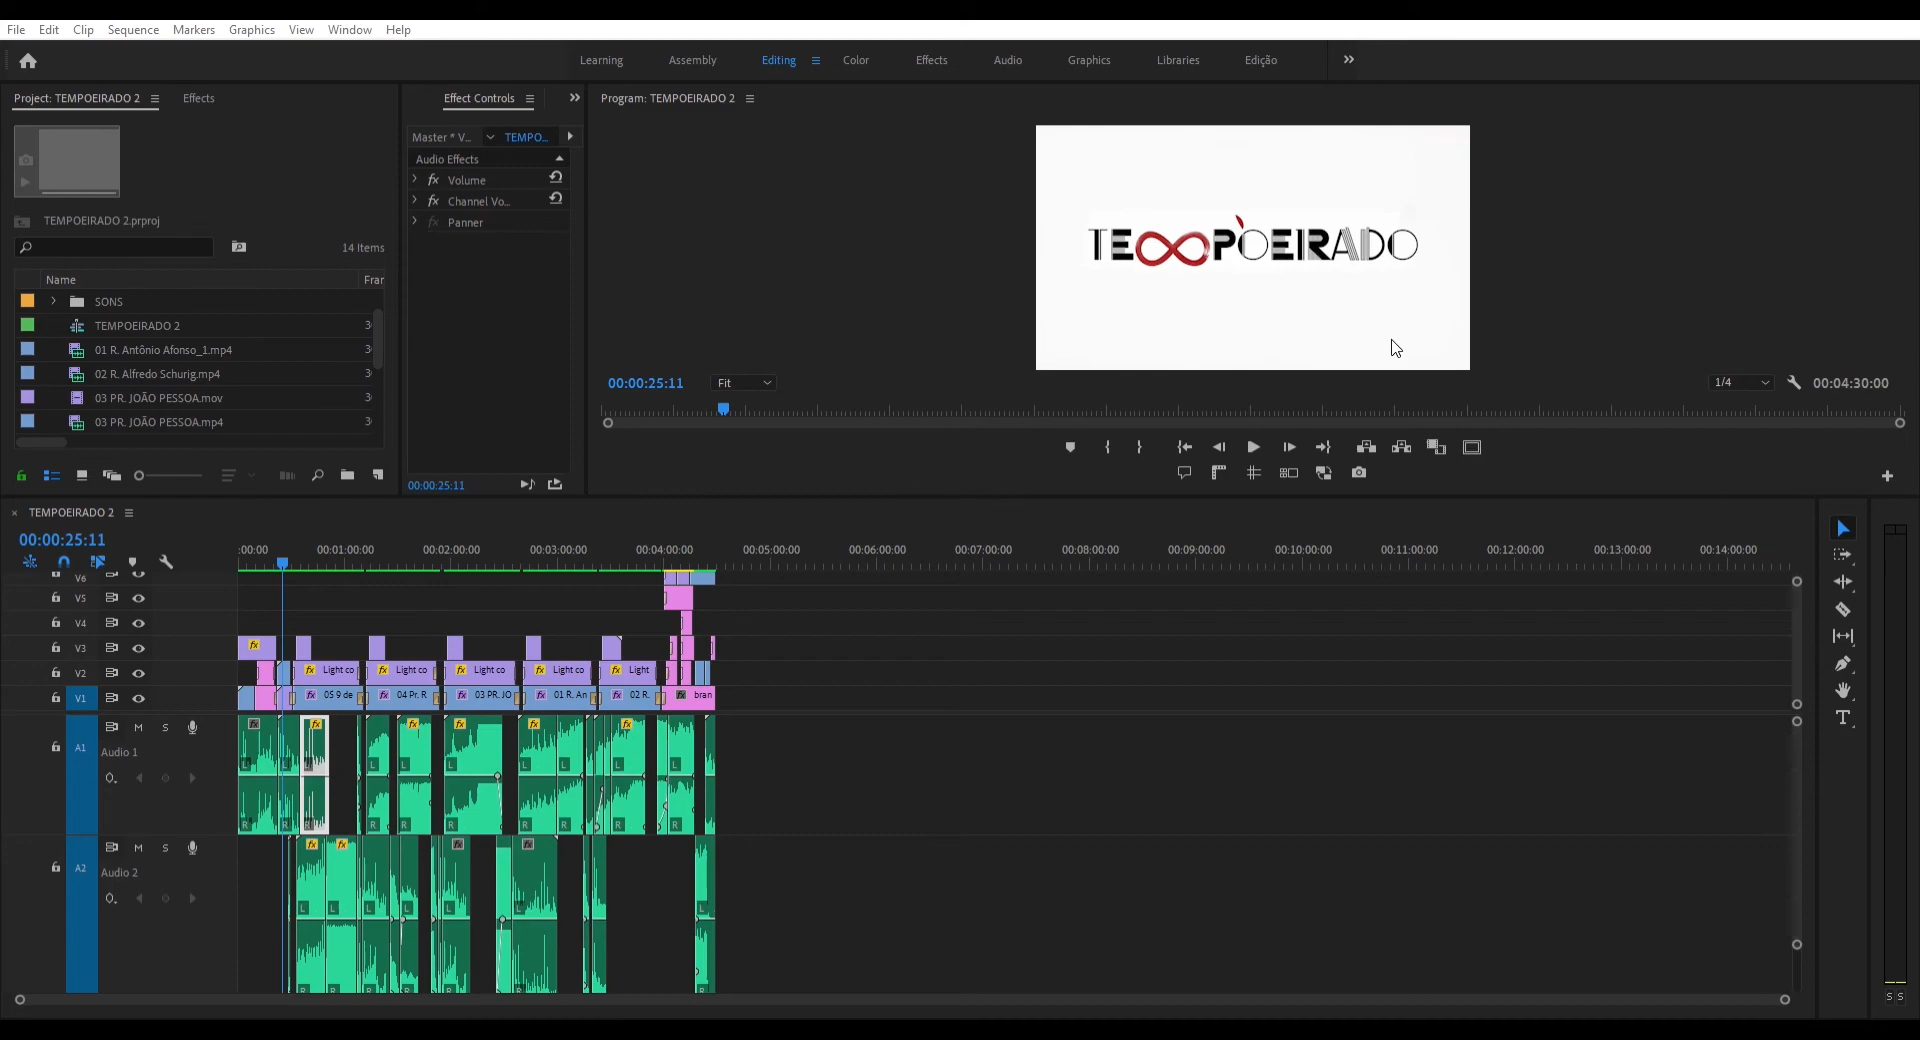 File Edit Clip Sequence Markers Graphics View Window Help
Learning Assembly Editing Color Effects Audio Graphics Libraries Edição
Project: TEMPOEIRADO 2 Effects
TEMPOEIRADO 2.prproj
14 Items
Name Frar
SONS
TEMPOEIRADO 2 3
01 R. Antônio Afonso_1.mp4 3
02 R. Alfredo Schurig.mp4 3
03 PR. JOÃO PESSOA.mov 3
03 PR. JOÃO PESSOA.mp4 3
Effect Controls
Master * V... TEMPO...
Audio Effects
fx Volume
fx Channel Vo...
fx Panner
00:00:25:11
Program: TEMPOEIRADO 2
TE∞PÒEIRADO
00:00:25:11 Fit 1/4 00:04:30:00
TEMPOEIRADO 2
00:00:25:11
:00:00 00:01:00:00 00:02:00:00 00:03:00:00 00:04:00:00 00:05:00:00 00:06:00:00 00:07:00:00 00:08:00:00 00:09:00:00 00:10:00:00 00:11:00:00 00:12:00:00 00:13:00:00 00:14:00:00
V6
V5
V4
V3 fx
V2 fx Light co fx Light co fx Light co fx Light co fx Light
V1 fx 05 9 de fx 04 Pr. R fx 03 PR. JO fx 01 R. An fx 02 R. fx bran
M S fx fx fx fx fx fx
A1 Audio 1
L L L L L L L L L L
R R R R R R R R R R
M S fx fx fx fx
A2 Audio 2
L L L L L L L
R R R R R R R
S S